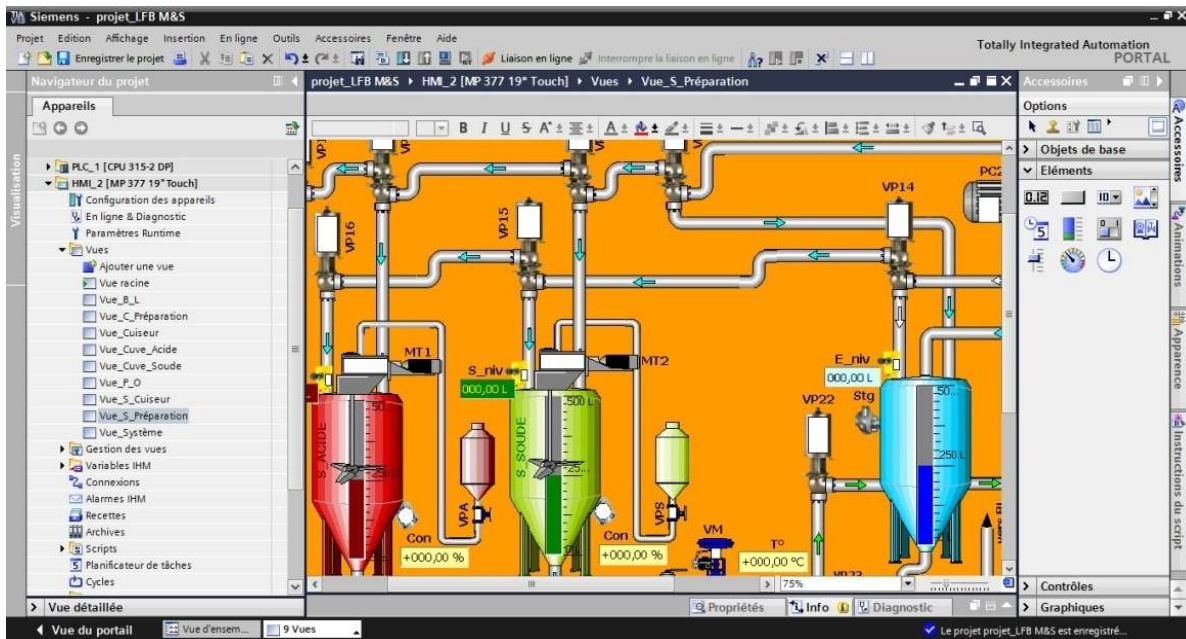 Siemens - projet_LFB M&S
Projet Edition Affichage Insertion En ligne Outils Accessoires Fenêtre Aide
Enregistrer le projet
Liaison en ligne
Interrompre la liaison en ligne
Totally Integrated Automation
PORTAL
Navigateur du projet
projet_LFB M&S HMI_2 [MP 377 19" Touch] Vues Vue_S_Préparation
Accessoires
Appareils
Visualisation
PLC_1 [CPU 315-2 DP]
HMI_2 [MP 377 19" Touch]
Configuration des appareils
En ligne & Diagnostic
Paramètres Runtime
Vues
Ajouter une vue
Vue racine
Vue_B_L
Vue_C_Préparation
Vue_Cuiseur
Vue_Cuve_Acide
Vue_Cuve_Soude
Vue_P_O
Vue_S_Cuiseur
Vue_S_Préparation
Vue_Système
Gestion des vues
Variables IHM
Connexions
Alarmes IHM
Recettes
Archives
Scripts
Planificateur de tâches
Cycles
Vue détaillée
B I U S A
VP16
VP15
VP14
MT1
S_niv
000,00 L
MT2
E_niv
000,00 L
VP22
Stg
S_ACIDE
S_SOUDE
500 L
250 L
VPA
VPS
Con
+000,00 %
Con
+000,00 %
VM
T°
+000,00 °C
75%
Propriétés
Info
Diagnostic
Options
Objets de base
Eléments
Contrôles
Graphiques
Accessoires
Animations
Apparence
Instructions du script
Vue du portail
Vue d'ensem...
9 Vues
Le projet projet_LFB M&S est enregistré...